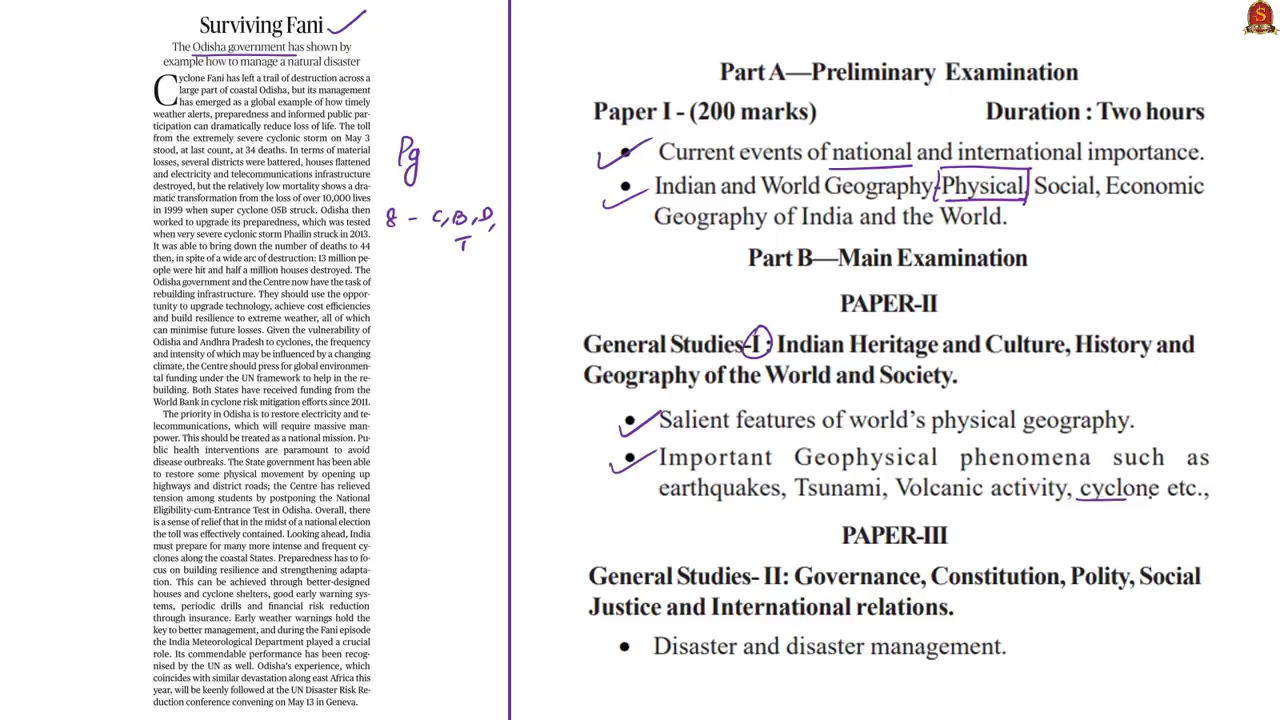 Surviving Fani
The Odisha government has shown by
example how to manage a natural disaster
Cyclone Fani has left a trail of destruction across a
large part of coastal Odisha, but its management
has emerged as a global example of how timely
weather alerts, preparedness and informed public par-
ticipation can dramatically reduce loss of life. The toll
from the extremely severe cyclonic storm on May 3
stood, at last count, at 34 deaths. In terms of material
losses, several districts were battered, houses flattened
and electricity and telecommunications infrastructure
destroyed, but the relatively low mortality shows a dra-
matic transformation from the loss of over 10,000 lives
in 1999 when super cyclone 05B struck. Odisha then
worked to upgrade its preparedness, which was tested
when very severe cyclonic storm Phailin struck in 2013.
It was able to bring down the number of deaths to 44
then, in spite of a wide arc of destruction: 13 million pe-
ople were hit and half a million houses destroyed. The
Odisha government and the Centre now have the task of
rebuilding infrastructure. They should use the oppor-
tunity to upgrade technology, achieve cost efficiencies
and build resilience to extreme weather, all of which
can minimise future losses. Given the vulnerability of
Odisha and Andhra Pradesh to cyclones, the frequency
and intensity of which may be influenced by a changing
climate, the Centre should press for global environmen-
tal funding under the UN framework to help in the re-
building. Both States have received funding from the
World Bank in cyclone risk mitigation efforts since 2011.
The priority in Odisha is to restore electricity and te-
lecommunications, which will require massive man-
power. This should be treated as a national mission. Pu-
blic health interventions are paramount to avoid
disease outbreaks. The State government has been able
to restore some physical movement by opening up
highways and district roads; the Centre has relieved
tension among students by postponing the National
Eligibility-cum-Entrance Test in Odisha. Overall, there
is a sense of relief that in the midst of a national election
the toll was effectively contained. Looking ahead, India
must prepare for many more intense and frequent cy-
clones along the coastal States. Preparedness has to fo-
cus on building resilience and strengthening adapta-
tion. This can be achieved through better-designed
houses and cyclone shelters, good early warning sys-
tems, periodic drills and financial risk reduction
through insurance. Early weather warnings hold the
key to better management, and during the Fani episode
the India Meteorological Department played a crucial
role. Its commendable performance has been recog-
nised by the UN as well. Odisha's experience, which
coincides with similar devastation along east Africa this
year, will be keenly followed at the UN Disaster Risk Re-
duction conference convening on May 13 in Geneva.
Pg
8 - C, B, D,
T
Part A—Preliminary Examination
Paper I - (200 marks) Duration : Two hours
• Current events of national and international importance.
• Indian and World Geography-Physical, Social, Economic
Geography of India and the World.
Part B—Main Examination
PAPER-II
General Studies-I : Indian Heritage and Culture, History and
Geography of the World and Society.
• Salient features of world's physical geography.
• Important Geophysical phenomena such as
earthquakes, Tsunami, Volcanic activity, cyclone etc.,
PAPER-III
General Studies- II: Governance, Constitution, Polity, Social
Justice and International relations.
• Disaster and disaster management.
S